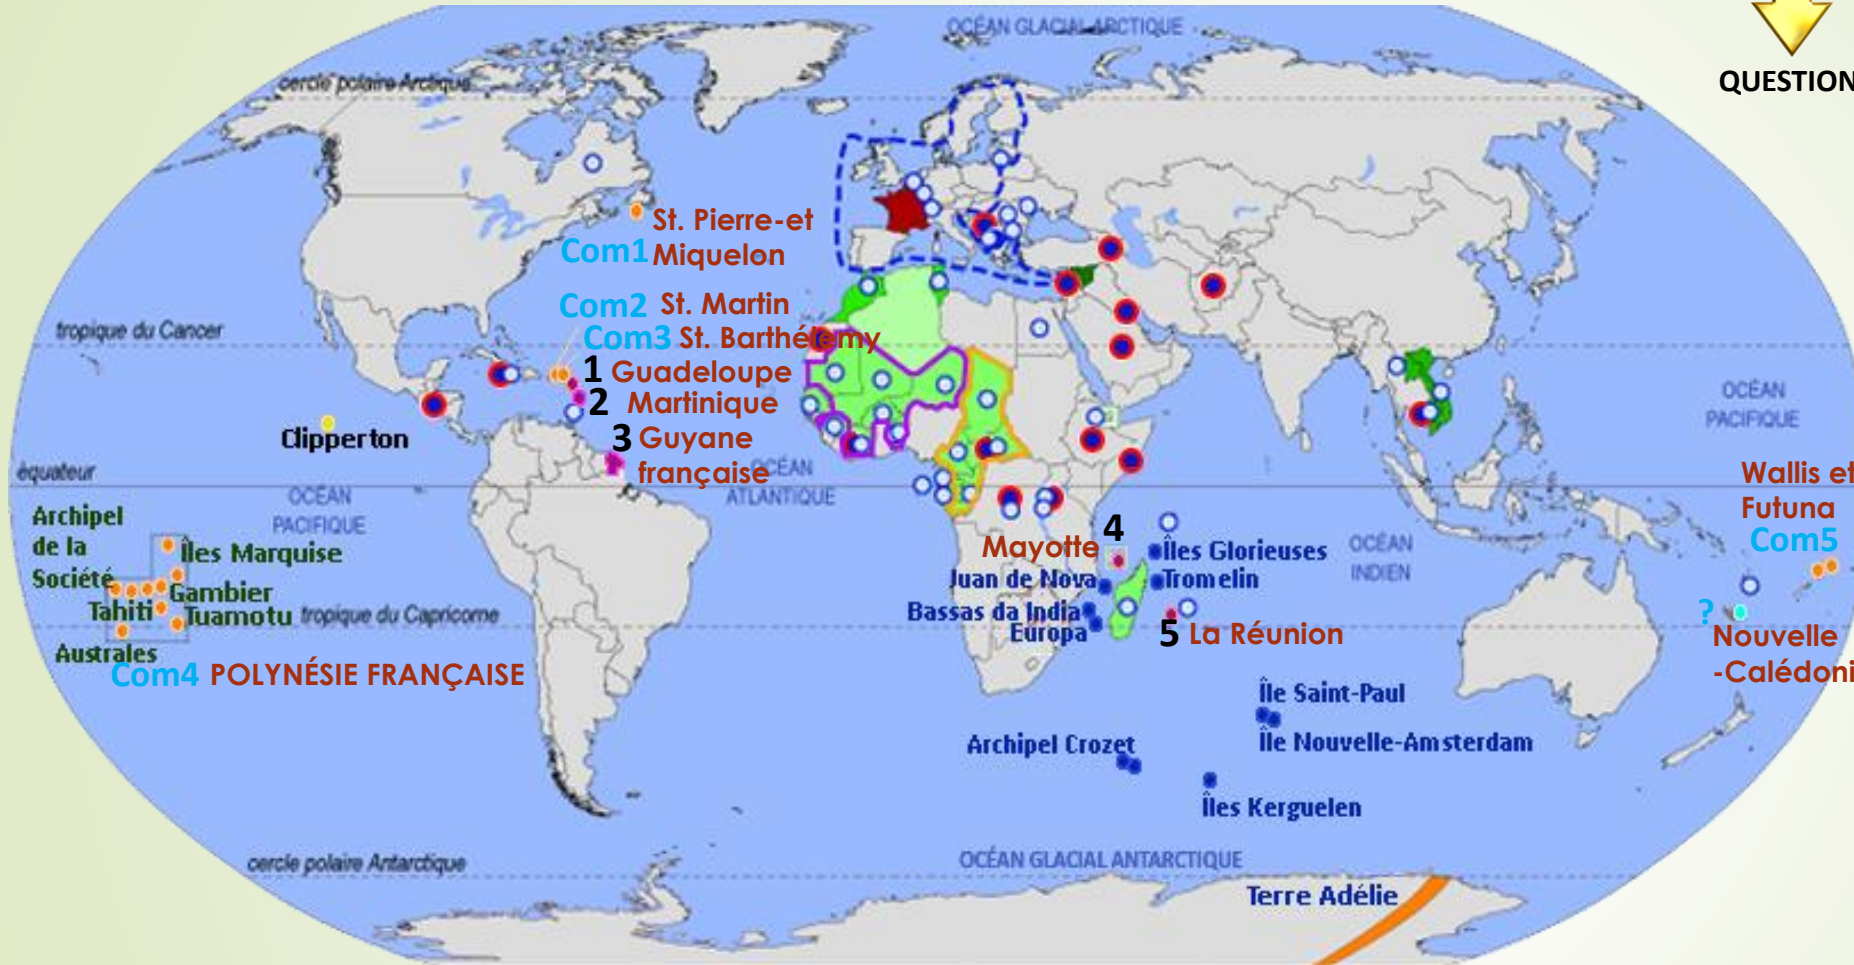 OCÉAN GLACIAL ARCTIQUE
QUESTION
cercle polaire Arctique
St. Pierre-et
Com1 Miquelon
Com2 St. Martin
tropique du Cancer
Com3 St. Barthélemy
1 Guadeloupe
2 Martinique
Clipperton
3 Guyane
française
OCÉAN
ATLANTIQUE
OCÉAN
PACIFIQUE
équateur
OCÉAN
PACIFIQUE
Wallis et
Futuna
Com5
Archipel
de la
Société
Îles Marquise
Gambier
Tahiti
Tuamotu
tropique du Capricorne
Australes
Com4 POLYNÉSIE FRANÇAISE
4
Mayotte
Îles Glorieuses
Juan de Nova
Tromelin
Bassas da India
Europa
5 La Réunion
OCÉAN
INDIEN
?
Nouvelle
-Calédoni
Île Saint-Paul
Île Nouvelle-Amsterdam
Archipel Crozet
Îles Kerguelen
cercle polaire Antarctique
OCÉAN GLACIAL ANTARCTIQUE
Terre Adélie